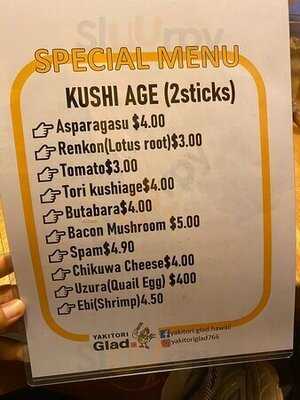 Sluurpy
SPECIAL MENU
KUSHI AGE (2sticks)
Asparagasu $4.00
Renkon(Lotus root)$3.00
Tomato$3.00
Tori kushiage$4.00
Butabara$4.00
Bacon Mushroom $5.00
Spam$4.90
Chikuwa Cheese$4.00
Uzura(Quail Egg) $400
Ebi(Shrimp)4.50
YAKITORI
Glad
yakitori glad hawaii
@yakitoriglad766